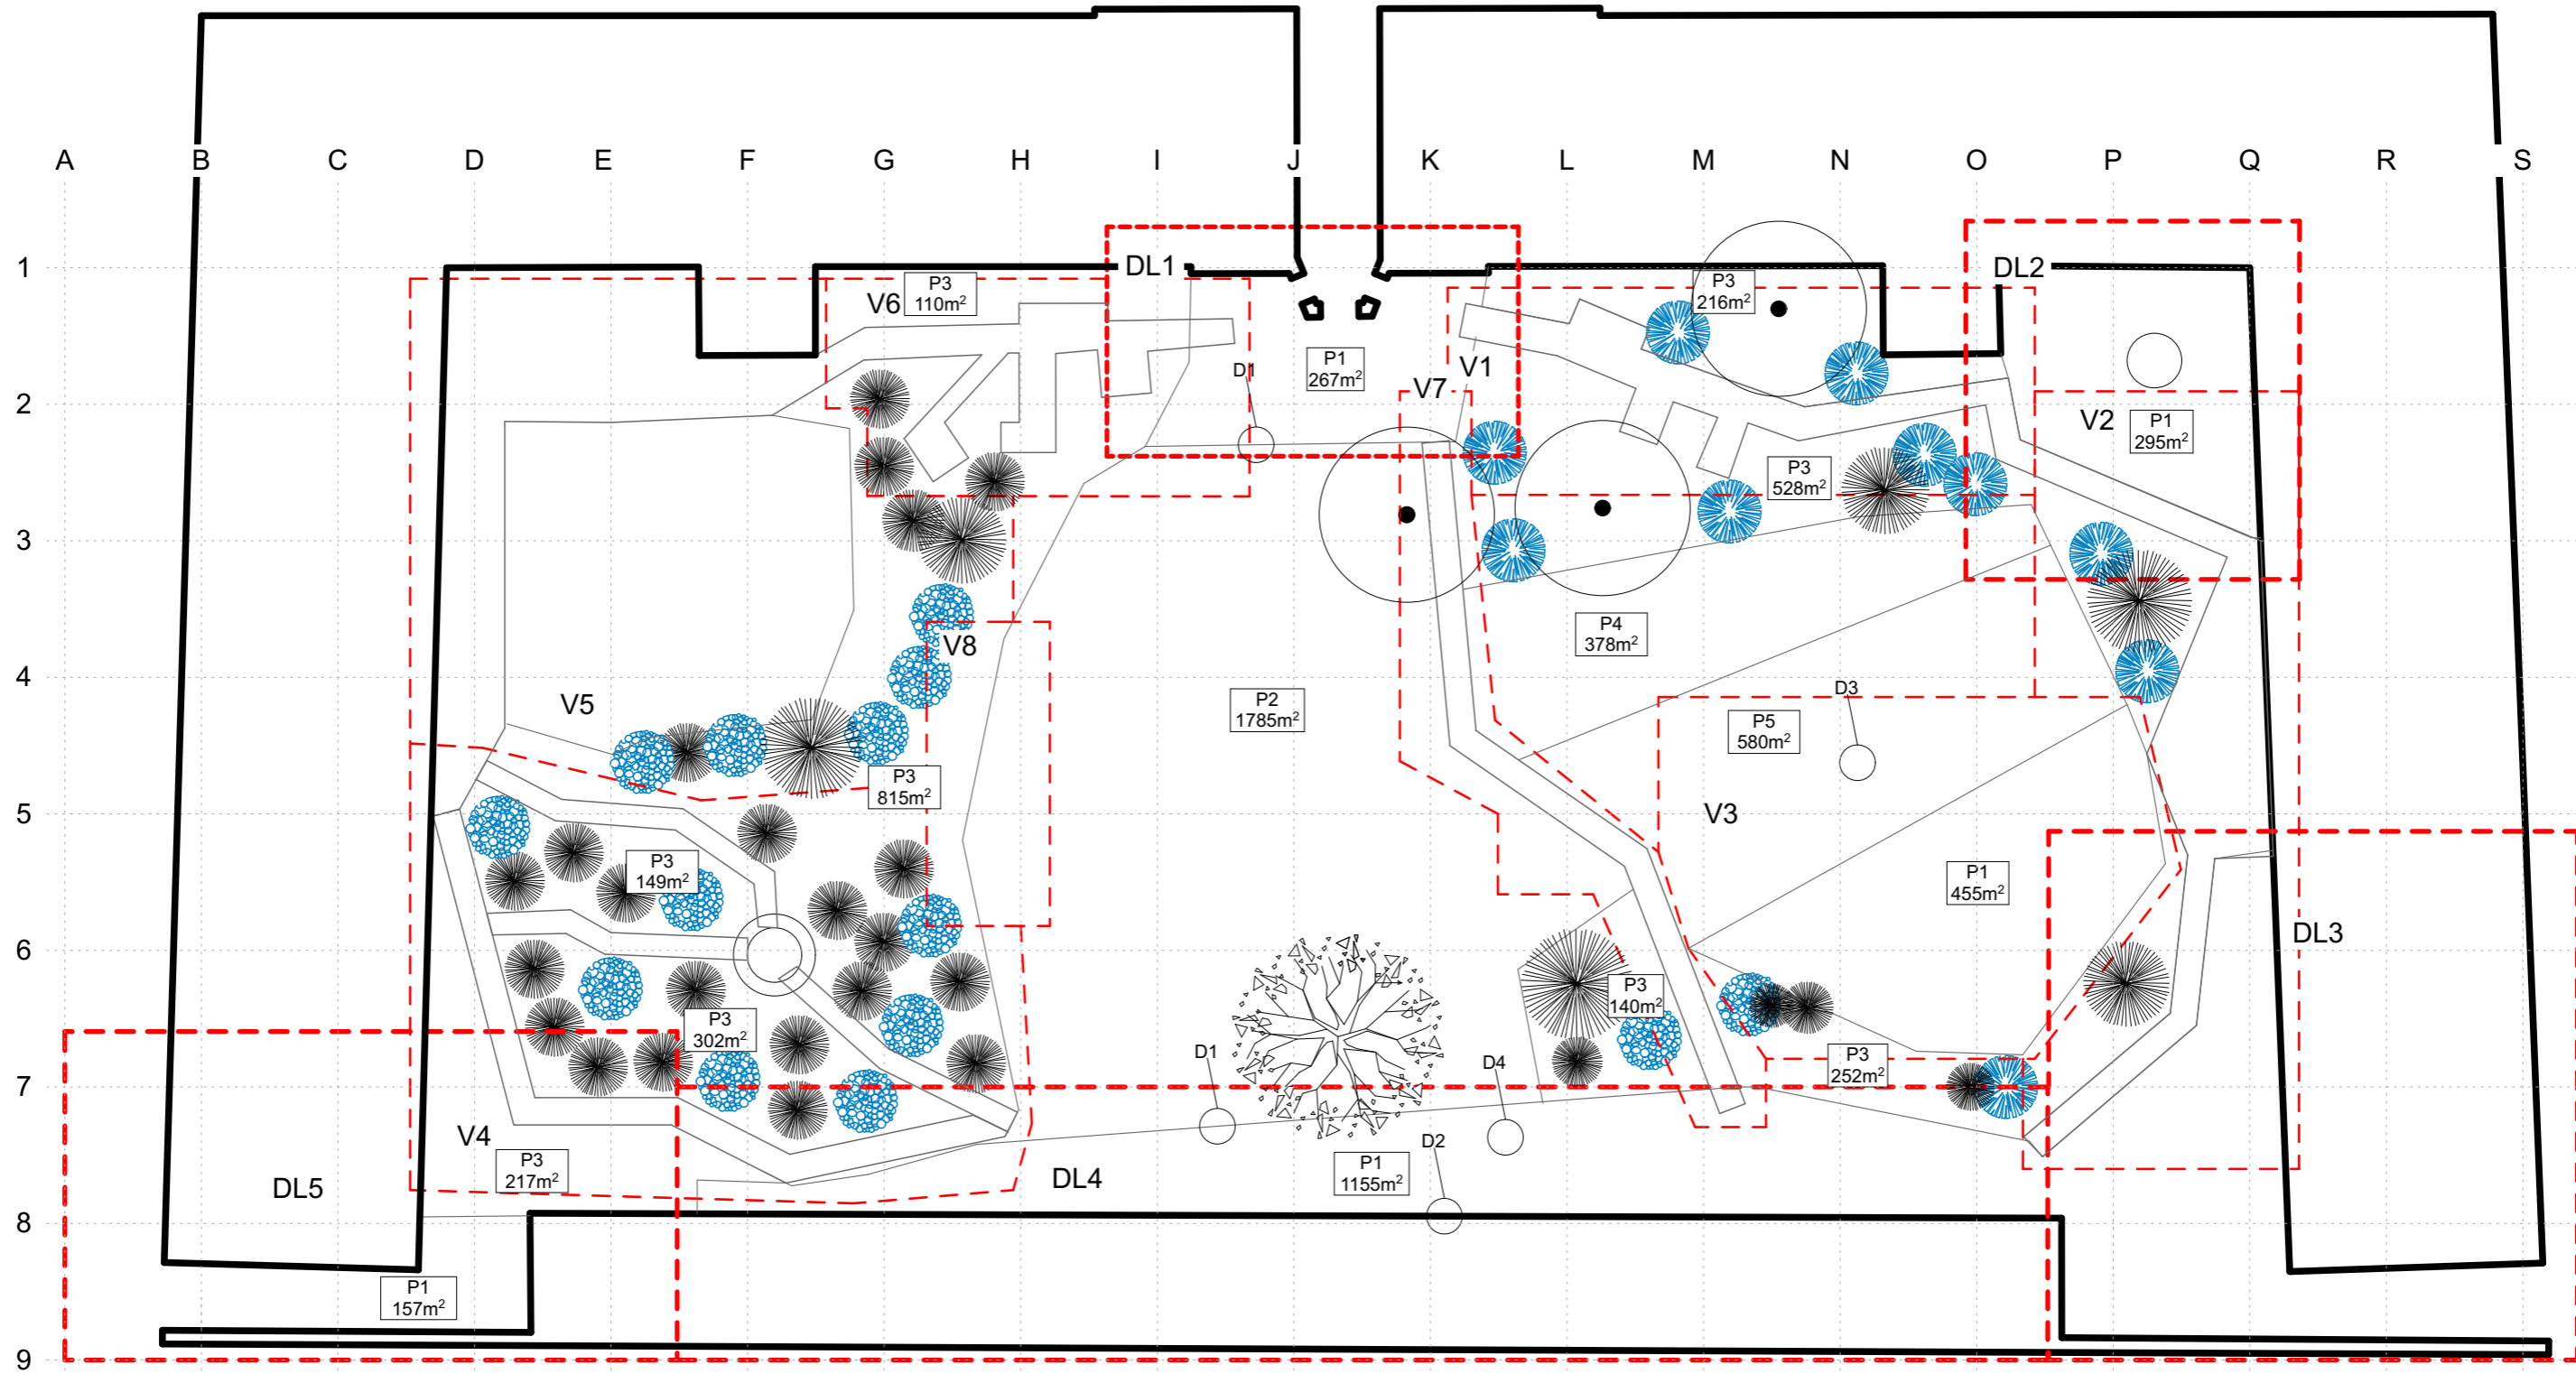 A B C D E F G H I J K L M N O P Q R S
1
DL1
DL2
P3
110m²
V6
P3
216m²
D1
P1
267m²
V1
V7
2
V2
P1
295m²
P3
528m²
3
V8
P4
378m²
4
V5
P2
1785m²
D3
P5
580m²
P3
815m²
V3
5
P3
149m²
P1
455m²
DL3
6
P3
140m²
P3
302m²
D1
D4
P3
252m²
7
V4
P3
217m²
DL5
DL4
D2
P1
1155m²
8
P1
157m²
9